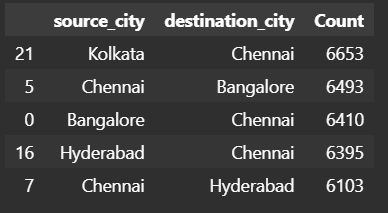 source_city destination_city Count
21 Kolkata Chennai 6653
5 Chennai Bangalore 6493
0 Bangalore Chennai 6410
16 Hyderabad Chennai 6395
7 Chennai Hyderabad 6103